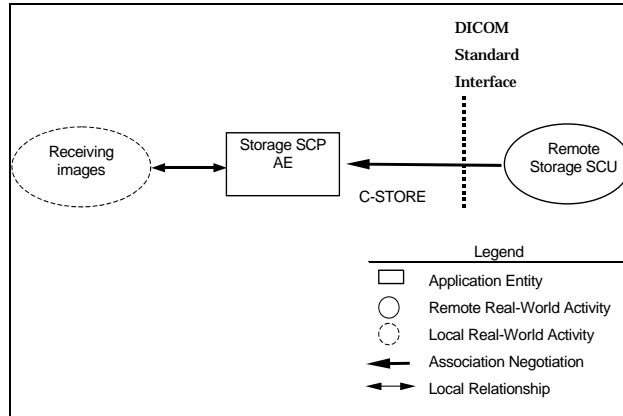 DICOM
Standard
Interface
Receiving
images
Storage SCP
AE
Remote
Storage SCU
C-STORE
Legend
Application Entity
Remote Real-World Activity
Local Real-World Activity
Association Negotiation
Local Relationship